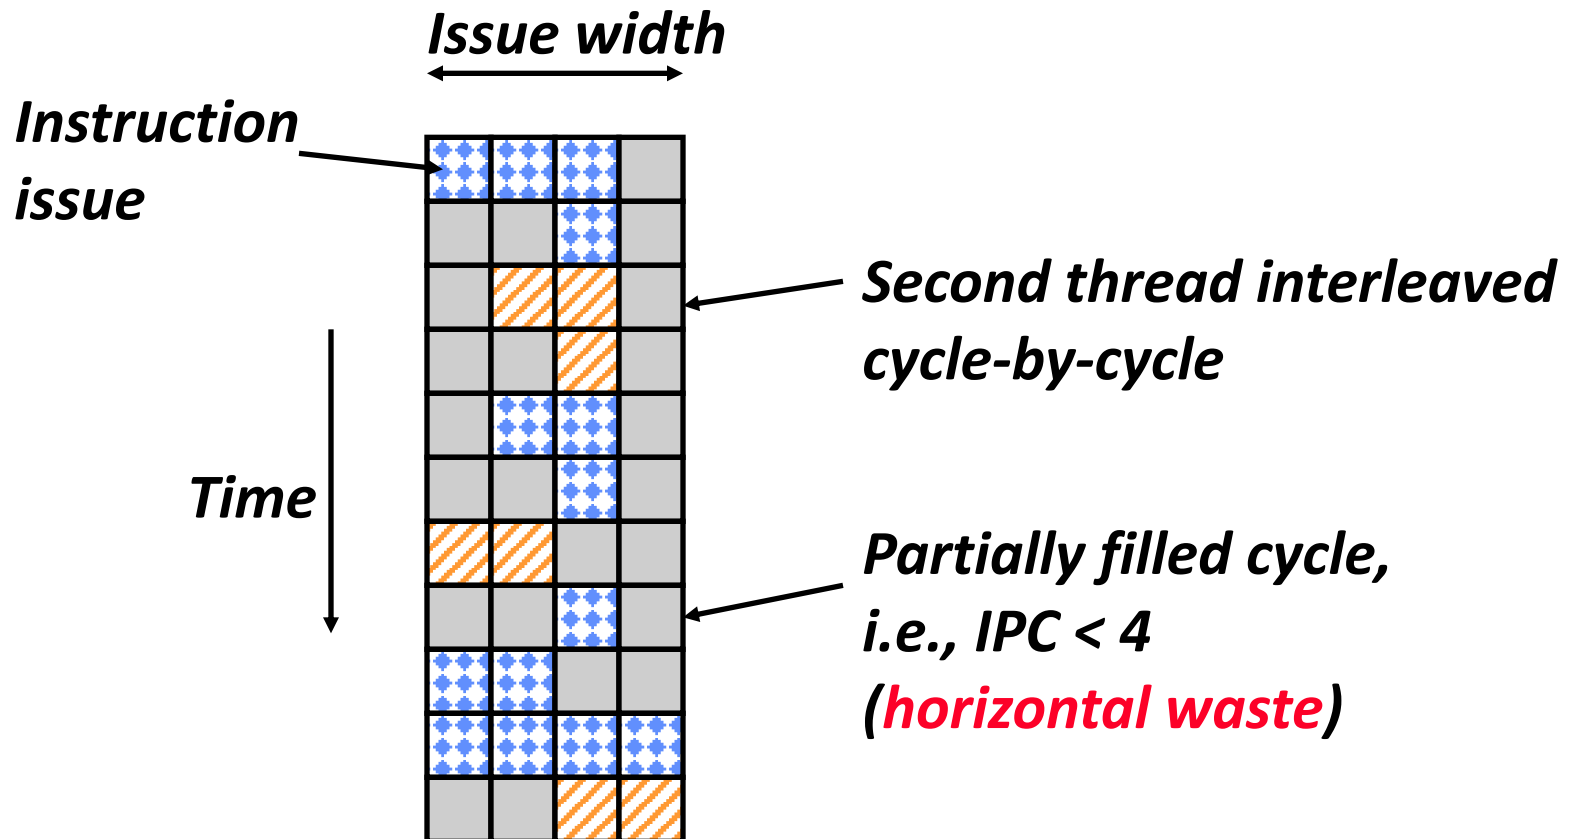 Issue width
Instruction
issue
Second thread interleaved
cycle-by-cycle
Time
Partially filled cycle,
i.e., IPC < 4
(horizontal waste)